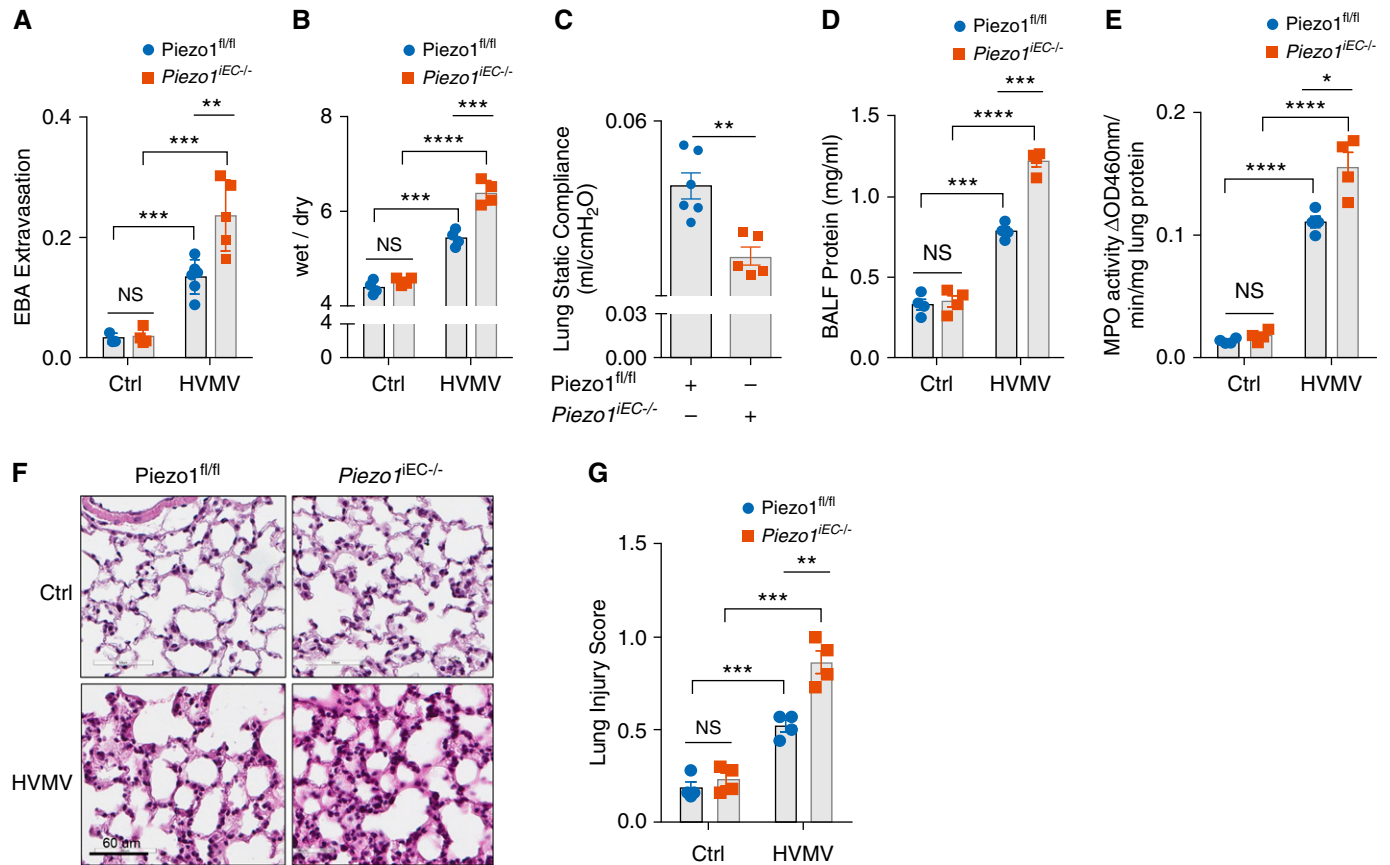 A
Piezo1fl/fl
Piezo1iEC-/-
EBA Extravasation
0.4
0.2
0.0
**
***
***
NS
Ctrl
HVMV
B
Piezo1fl/fl
Piezo1iEC-/-
wet / dry
8
6
4
4
0
***
****
***
NS
Ctrl
HVMV
C
Lung Static Compliance
(ml/cmH2O)
0.06
0.03
0.00
**
Piezo1fl/fl + –
Piezo1iEC-/- – +
D
Piezo1fl/fl
Piezo1iEC-/-
BALF Protein (mg/ml)
1.5
1.0
0.5
0.0
***
****
***
NS
Ctrl
HVMV
E
Piezo1fl/fl
Piezo1iEC-/-
MPO activity ΔOD460nm/
min/mg lung protein
0.2
0.1
0.0
*
****
****
NS
Ctrl
HVMV
F
Piezo1fl/fl
Piezo1iEC-/-
Ctrl
HVMV
60 um
G
Piezo1fl/fl
Piezo1iEC-/-
Lung Injury Score
1.5
1.0
0.5
0.0
**
***
***
NS
Ctrl
HVMV